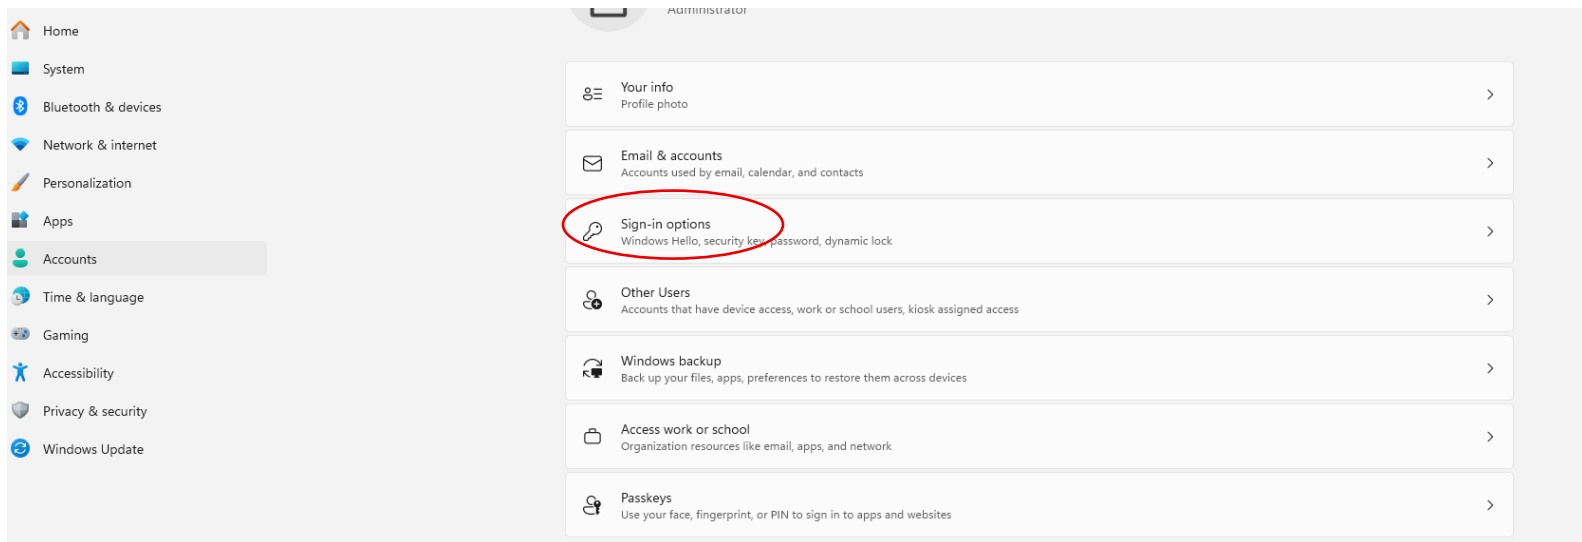 Administrator
Home
System
Bluetooth & devices
Network & internet
Personalization
Apps
Accounts
Time & language
Gaming
Accessibility
Privacy & security
Windows Update
Your info
Profile photo
Email & accounts
Accounts used by email, calendar, and contacts
Sign-in options
Windows Hello, security key, password, dynamic lock
Other Users
Accounts that have device access, work or school users, kiosk assigned access
Windows backup
Back up your files, apps, preferences to restore them across devices
Access work or school
Organization resources like email, apps, and network
Passkeys
Use your face, fingerprint, or PIN to sign in to apps and websites